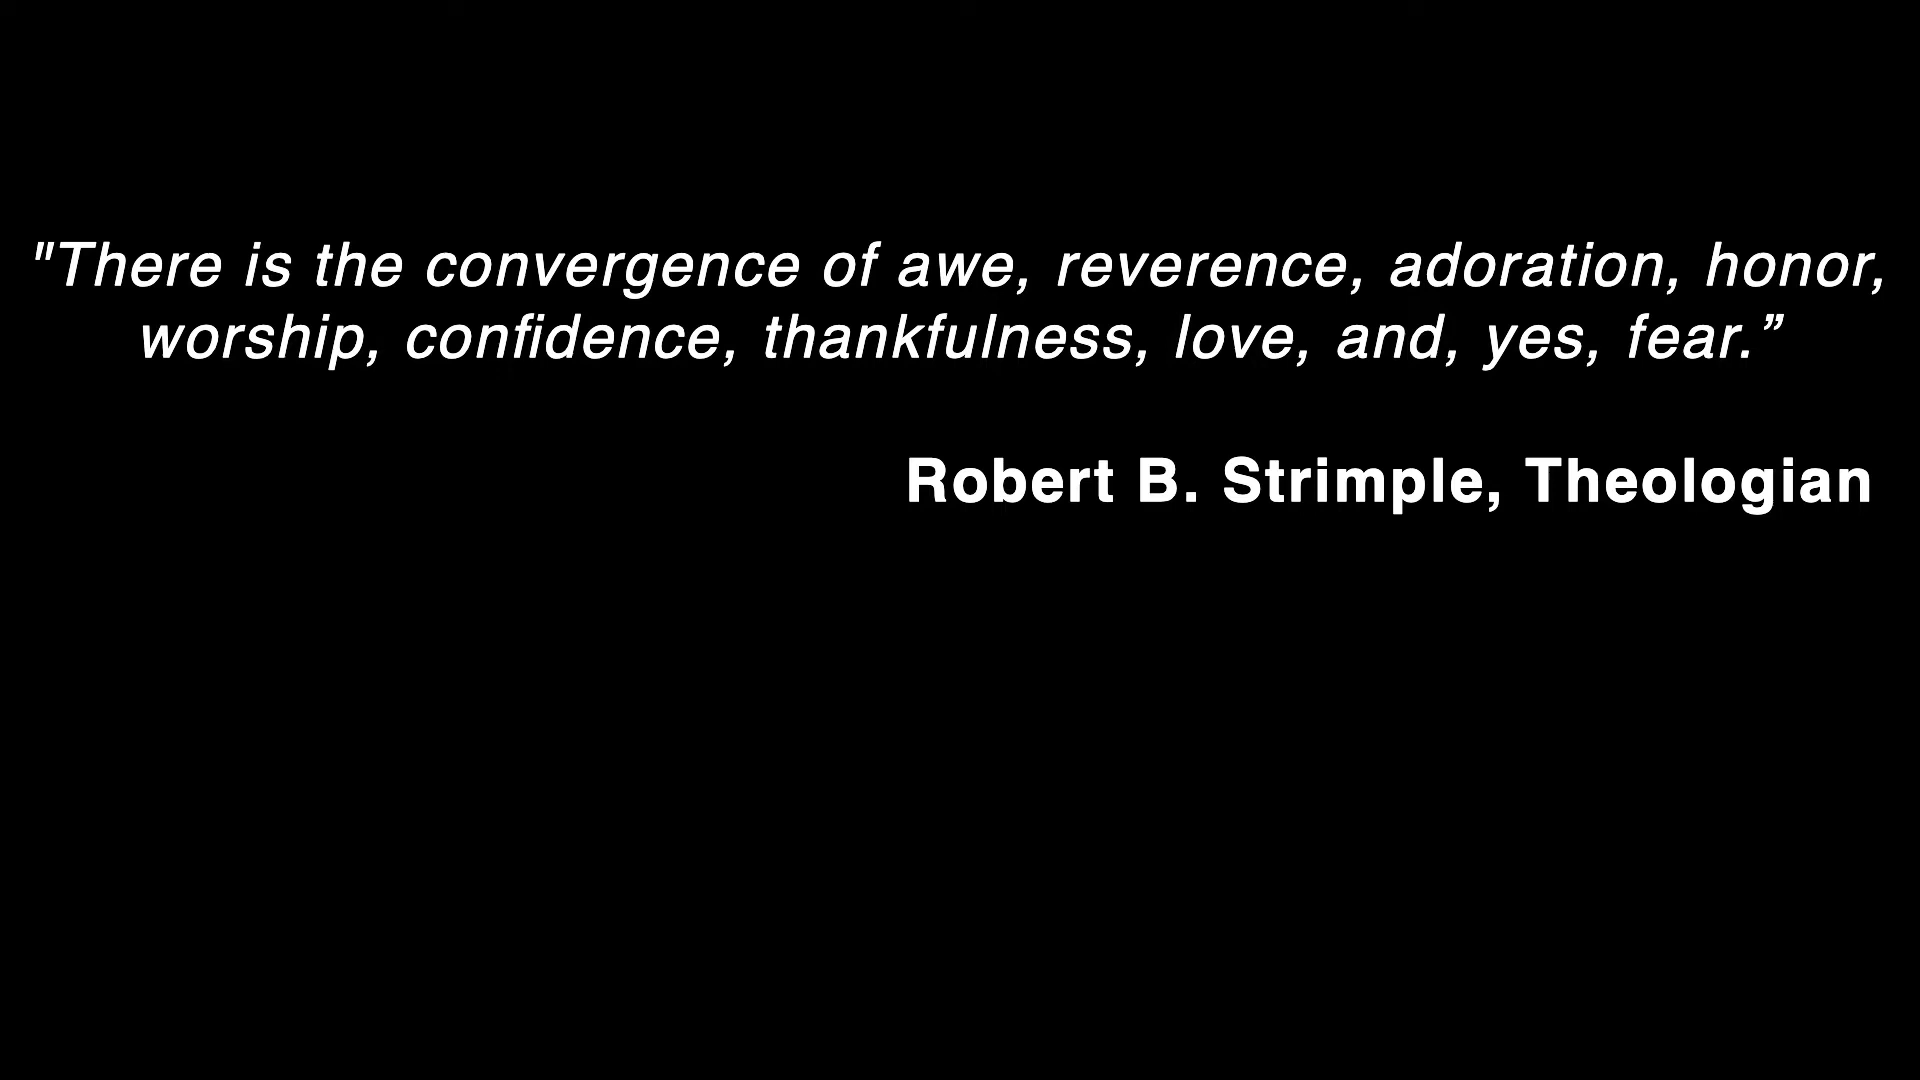 "There is the convergence of awe, reverence, adoration, honor,
worship, confidence, thankfulness, love, and, yes, fear.”
Robert B. Strimple, Theologian